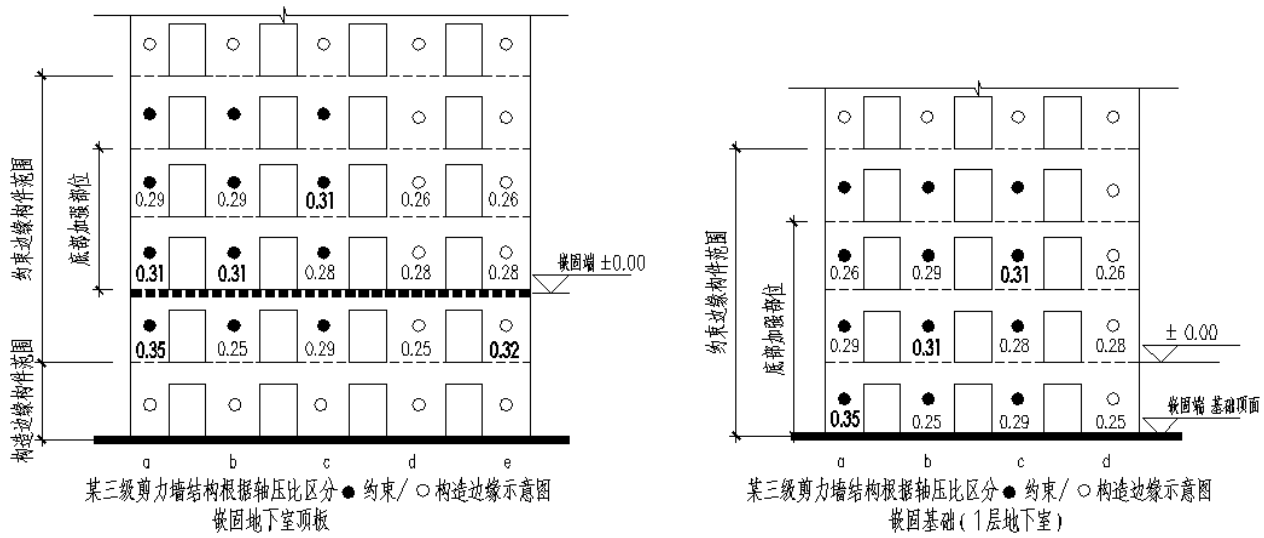 约束边缘构件范围
构造边缘构件范围
底部加强部位
0.29 0.29 0.31 0.26 0.26
0.31 0.31 0.28 0.28 0.28
嵌固端 ±0.00
0.35 0.25 0.29 0.25 0.32
a b c d e
某三级剪力墙结构根据轴压比区分● 约束/ ○ 构造边缘示意图
嵌固地下室顶板
约束边缘构件范围
底部加强部位
0.26 0.29 0.31 0.26
0.29 0.31 0.28 0.28
± 0.00
0.35 0.25 0.29 0.25
嵌固端 基础顶面
a b c d
某三级剪力墙结构根据轴压比区分● 约束/ ○ 构造边缘示意图
嵌固基础(1层地下室)